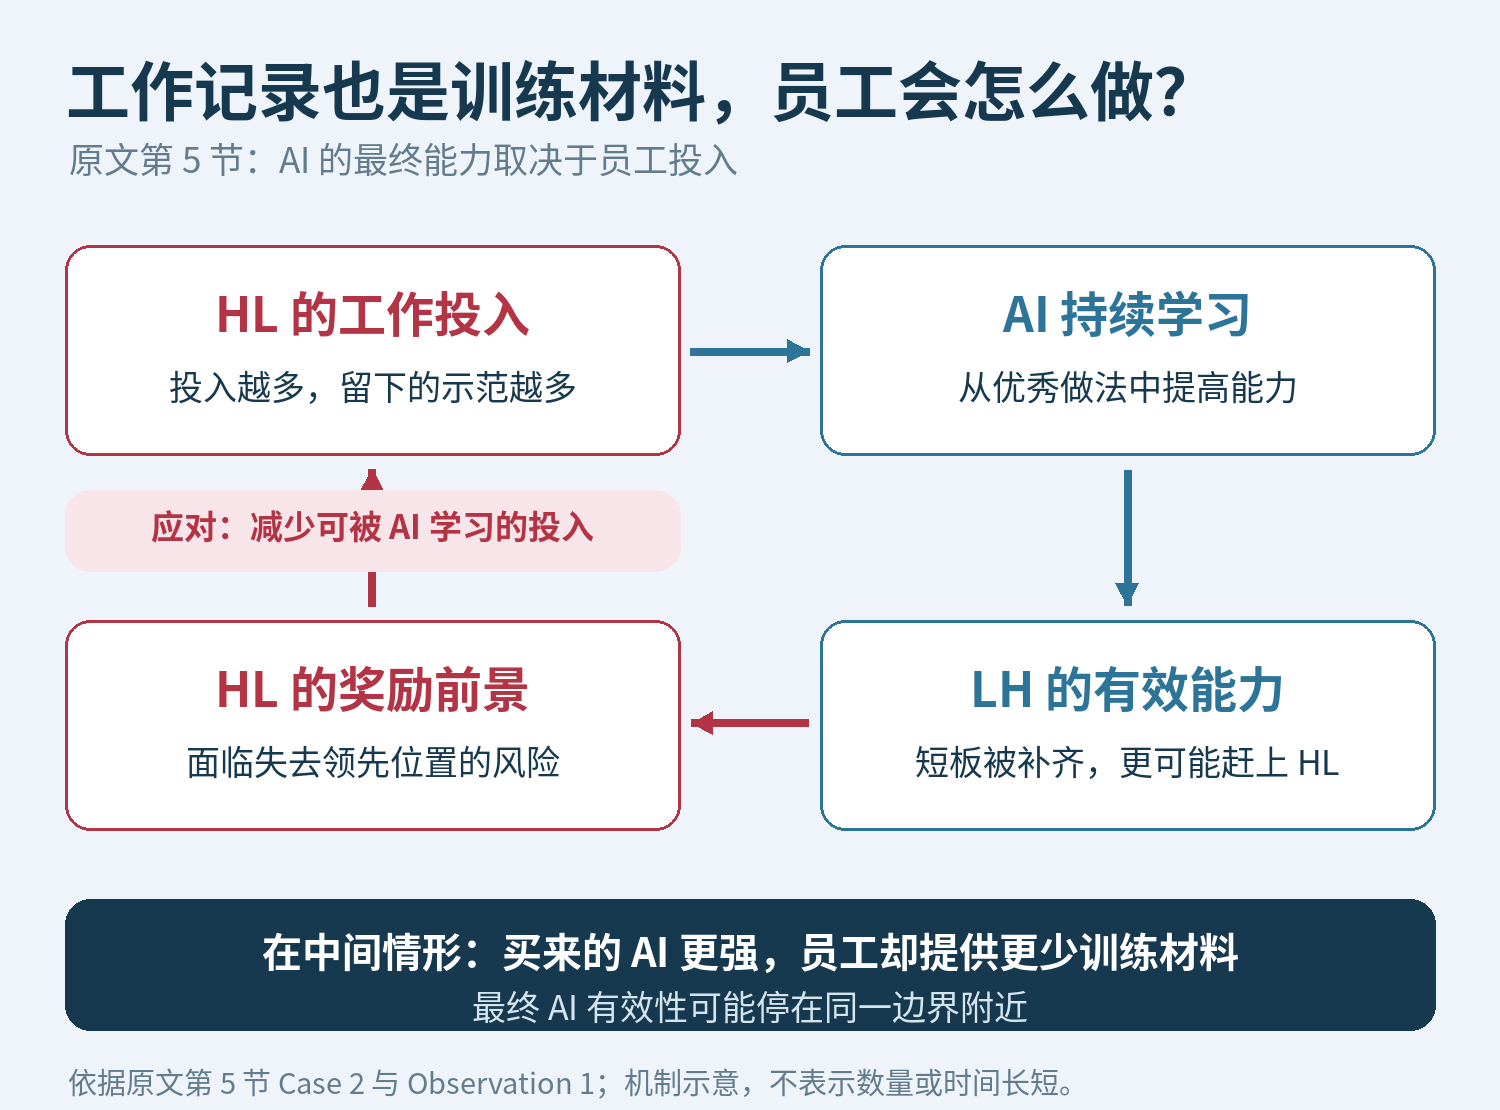 工作记录也是训练材料，员工会怎么做？
原文第 5 节：AI 的最终能力取决于员工投入
HL 的工作投入
投入越多，留下的示范越多
AI 持续学习
从优秀做法中提高能力
应对：减少可被 AI 学习的投入
HL 的奖励前景
面临失去领先位置的风险
LH 的有效能力
短板被补齐，更可能赶上 HL
在中间情形：买来的 AI 更强，员工却提供更少训练材料
最终 AI 有效性可能停在同一边界附近
依据原文第 5 节 Case 2 与 Observation 1；机制示意，不表示数量或时间长短。